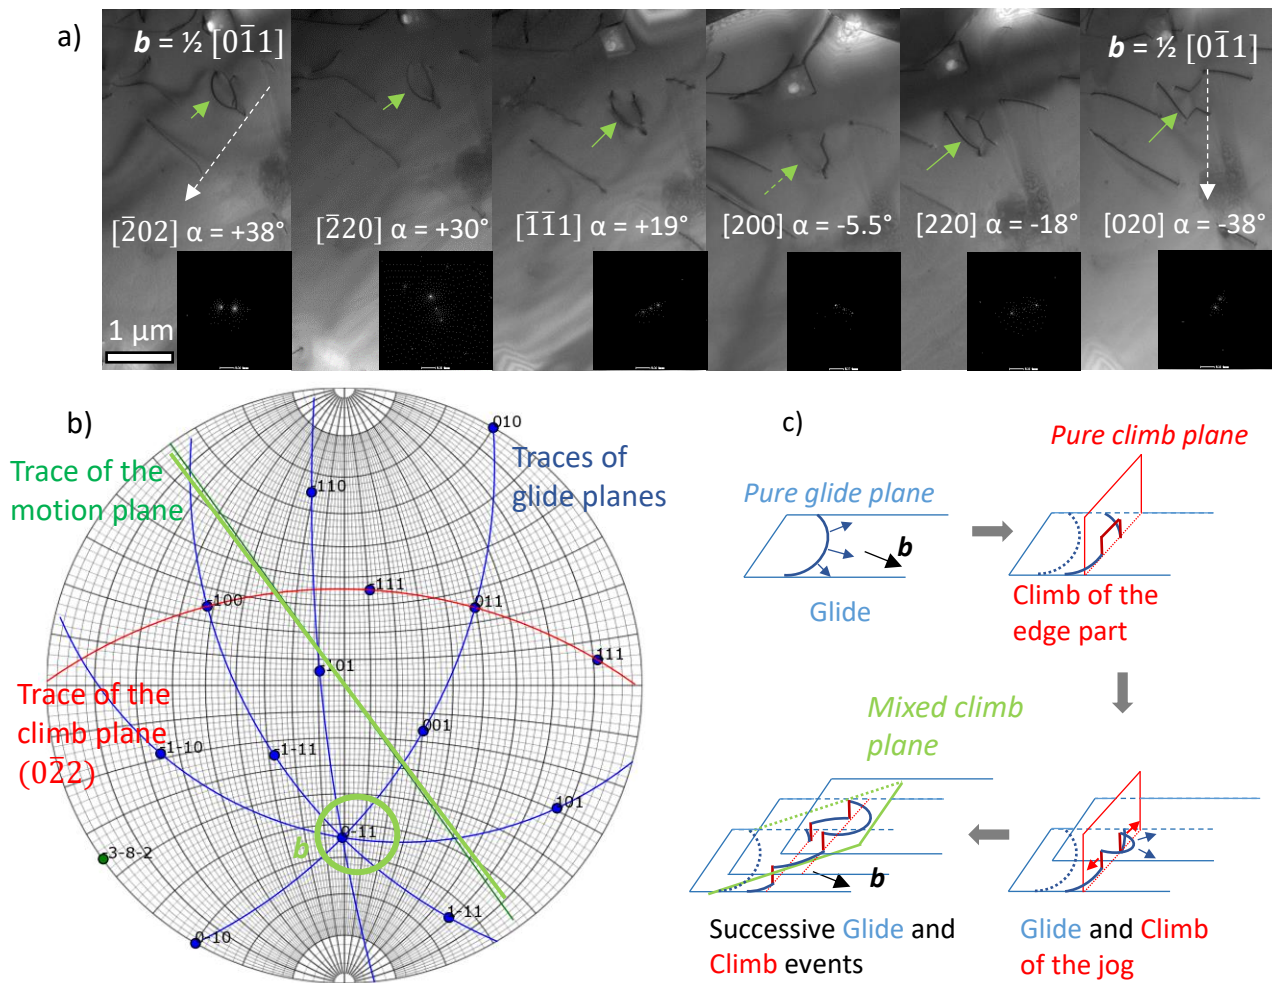 a)
b = ½ [01̅1]
b = ½ [01̅1]
[2̅02] α = +38°
[2̅20] α = +30°
[1̅1̅1] α = +19°
[200] α = -5.5°
[220] α = -18°
[020] α = -38°
1 µm
b)
010
110
-100
-111
011
111
-101
001
-1-10
-1-11
101
0-11
-3-8-2
1-11
0-10
b
Trace of the
motion plane
Traces of
glide planes
Trace of the
climb plane
(02̅2)
c)
Pure glide plane
b
Glide
Pure climb plane
Climb of the
edge part
Mixed climb
plane
b
Successive Glide and
Climb events
Glide and Climb
of the jog